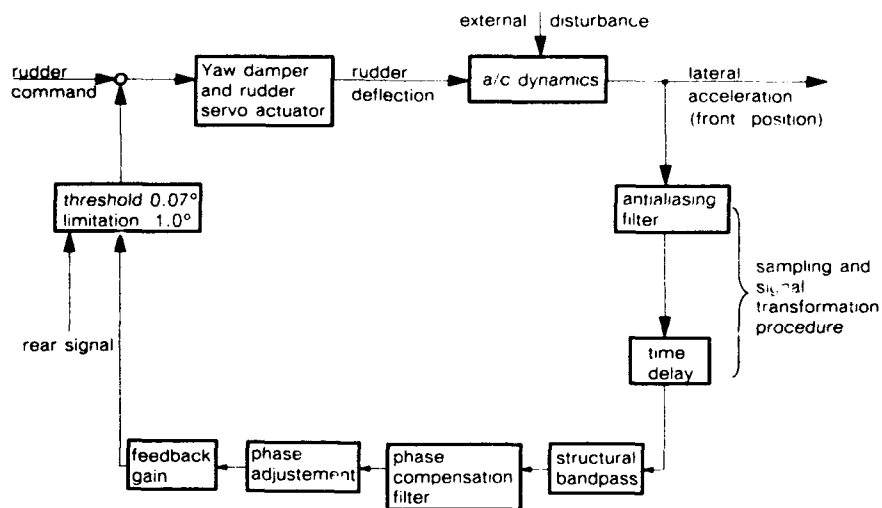 external disturbance
rudder
command
Yaw damper
and rudder
servo actuator
rudder
deflection
a/c dynamics
lateral
acceleration
(front position)
threshold 0.07°
limitation 1.0°
antialiasing
filter
sampling and
signal
transformation
procedure
rear signal
time
delay
feedback
gain
phase
adjustement
phase
compensation
filter
structural
bandpass